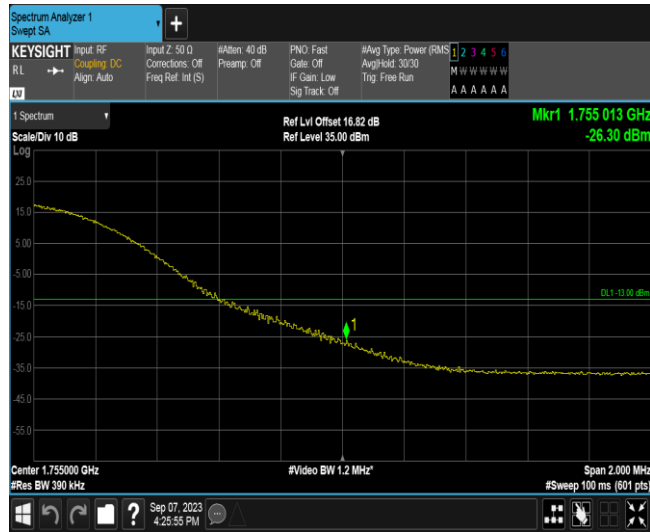 Spectrum Analyzer 1
Swept SA
+
KEYSIGHT
RL
LXI
Input: RF
Coupling: DC
Align: Auto
Input Z: 50 Ω
Corrections: Off
Freq Ref: Int (S)
#Atten: 40 dB
Preamp: Off
PNO: Fast
Gate: Off
IF Gain: Low
Sig Track: Off
#Avg Type: Power (RMS
Avg|Hold: 30/30
Trig: Free Run
1 2 3 4 5 6
M W W W W W
A A A A A A
1 Spectrum
Scale/Div 10 dB
Log
Ref Lvl Offset 16.82 dB
Ref Level 35.00 dBm
Mkr1 1.755 013 GHz
-26.30 dBm
25.0
15.0
5.00
-5.00
-15.0
-25.0
-35.0
-45.0
-55.0
DL1 -13.00 dBm
1
Center 1.755000 GHz
#Res BW 390 kHz
#Video BW 1.2 MHz*
Span 2.000 MHz
#Sweep 100 ms (601 pts)
?
Sep 07, 2023
4:25:55 PM